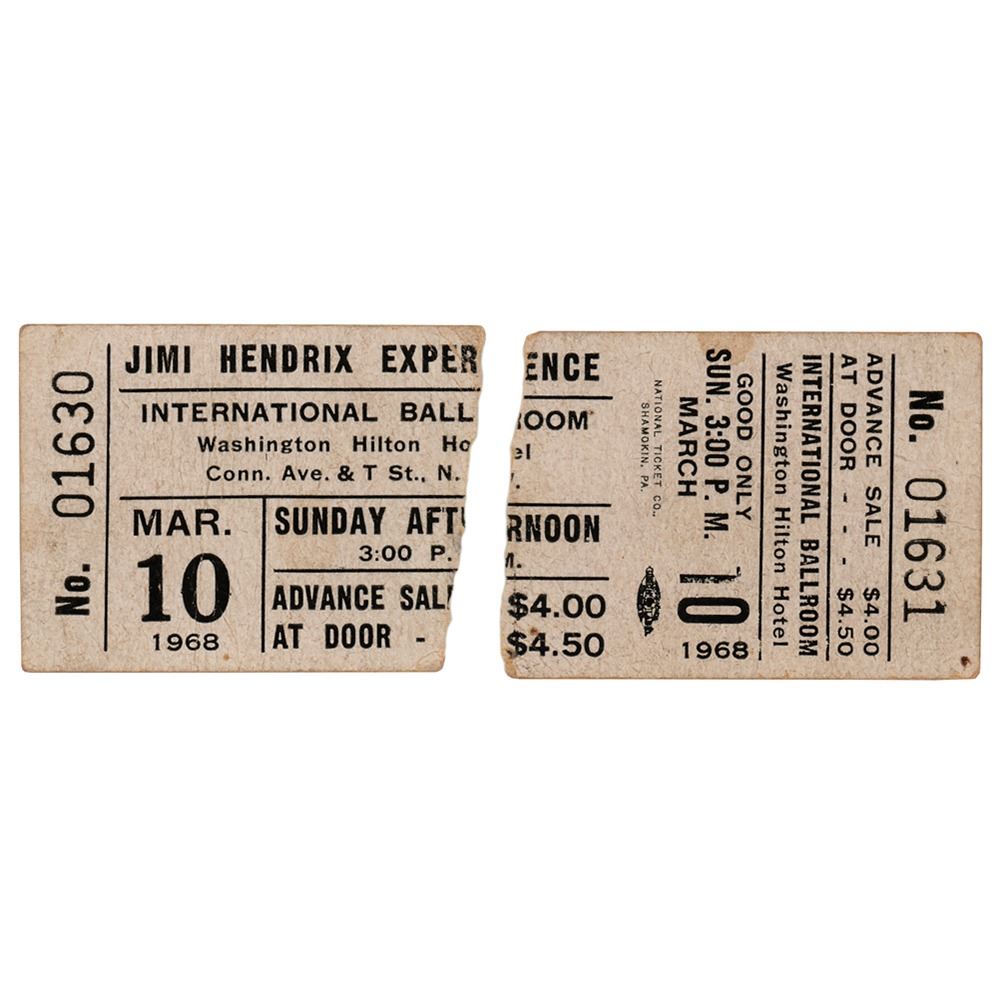 No. 01630
JIMI HENDRIX EXPER
INTERNATIONAL BALL
Washington Hilton Ho
Conn. Ave. & T St., N.
MAR.
10
1968
SUNDAY AFT
3:00 P.
ADVANCE SAL
AT DOOR -
ENCE
ROOM
el
.
RNOON
M.
$4.00
$4.50
NATIONAL TICKET CO.,
SHAMOKIN, PA.
GOOD ONLY
SUN. 3:00 P. M.
MARCH
10
1968
INTERNATIONAL BALLROOM
Washington Hilton Hotel
ADVANCE SALE $4.00
AT DOOR - - - $4.50
No. 01631